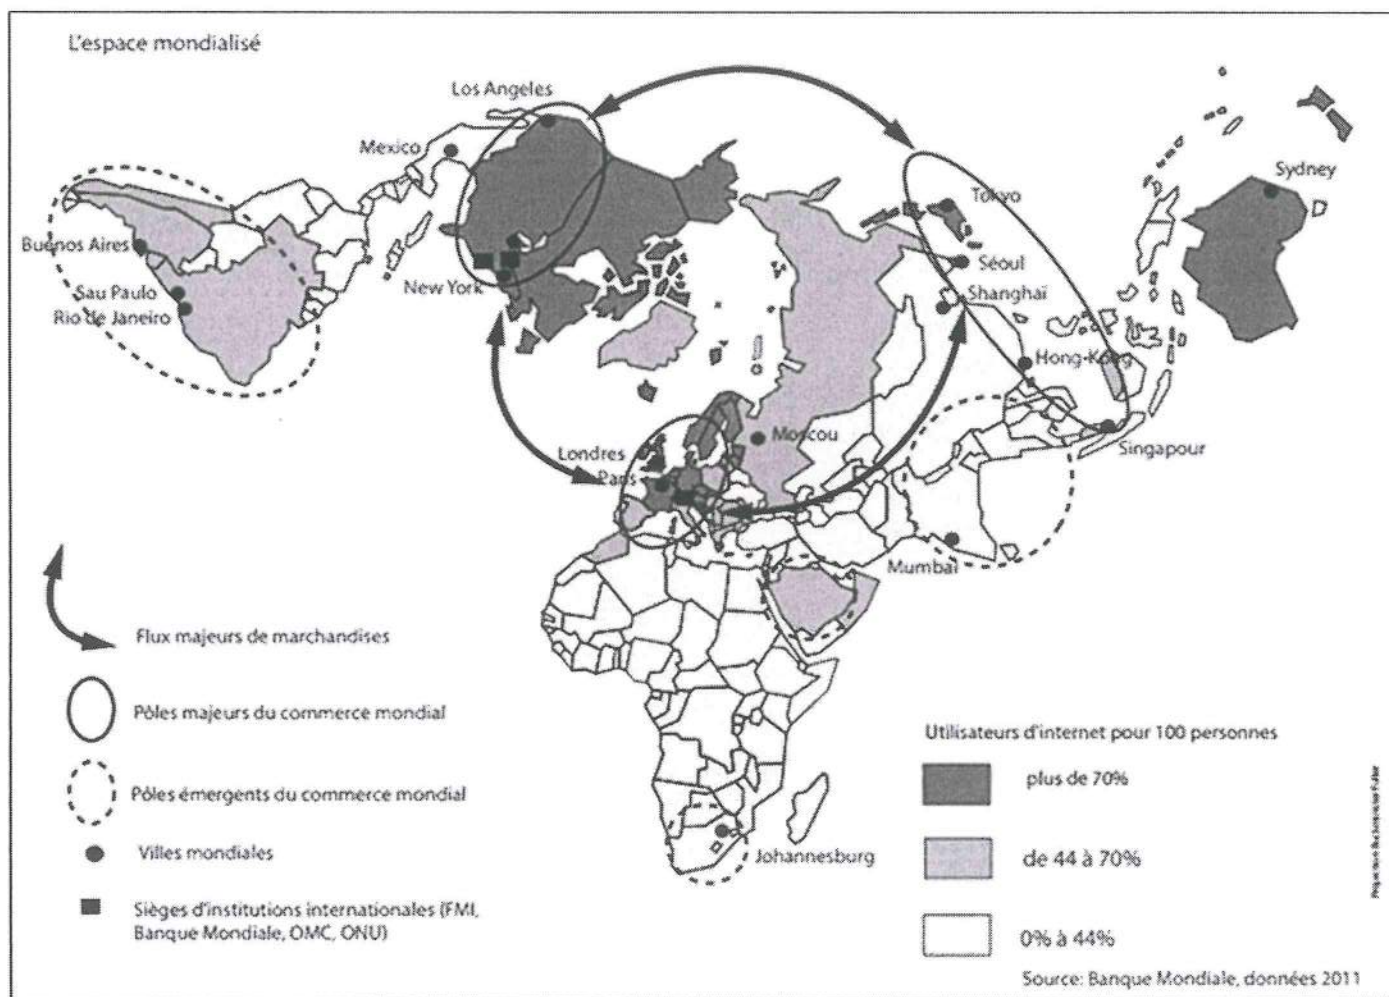 L'espace mondialisé
Los Angeles
Mexico
Tokyo
Sydney
Buenos Aires
Séoul
New York
Sau Paulo
Shanghaï
Rio de Janeiro
Hong-Kong
Londres
Moscou
Paris
Singapour
Mumbaï
Flux majeurs de marchandises
Pôles majeurs du commerce mondial
Pôles émergents du commerce mondial
Villes mondiales
Johannesburg
Sièges d'institutions internationales (FMI,
Banque Mondiale, OMC, ONU)
Utilisateurs d'internet pour 100 personnes
plus de 70%
de 44 à 70%
0% à 44%
Source: Banque Mondiale, données 2011